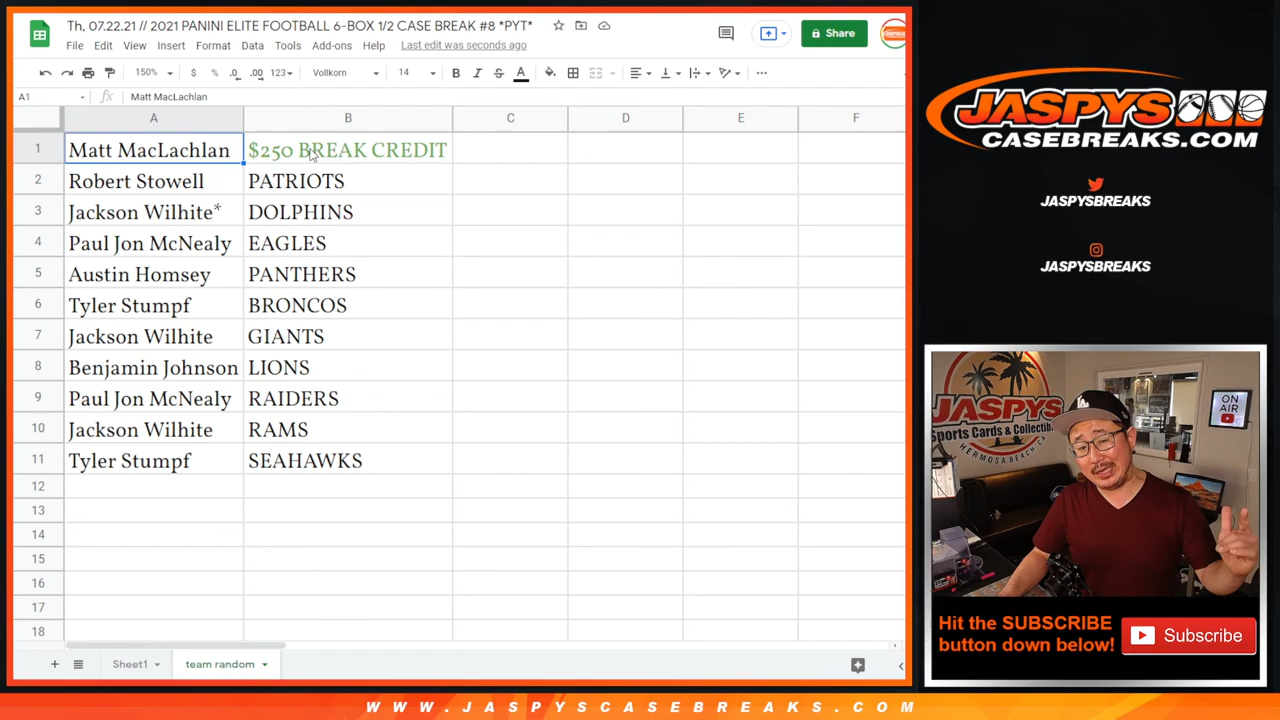 Th, 07.22.21 // 2021 PANINI ELITE FOOTBALL 6-BOX 1/2 CASE BREAK #8 *PYT*
File Edit View Insert Format Data Tools Add-ons Help Last edit was seconds ago
Share
150% $ % .0 .00 123 Vollkorn 14 B I S A
A1 fx Matt MacLachlan
A B C D E F
1 Matt MacLachlan $250 BREAK CREDIT
2 Robert Stowell PATRIOTS
3 Jackson Wilhite* DOLPHINS
4 Paul Jon McNealy EAGLES
5 Austin Homsey PANTHERS
6 Tyler Stumpf BRONCOS
7 Jackson Wilhite GIANTS
8 Benjamin Johnson LIONS
9 Paul Jon McNealy RAIDERS
10 Jackson Wilhite RAMS
11 Tyler Stumpf SEAHAWKS
12
13
14
15
16
17
18
Sheet1 team random
JASPYS
CASEBREAKS.COM
JASPYSBREAKS
JASPYSBREAKS
JASPYS
Sports Cards & Collectib
HERMOSA BEACH, CA
ON
AIR
LA
Hit the SUBSCRIBE
button down below!
Subscribe
WWW.JASPYSCASEBREAKS.COM